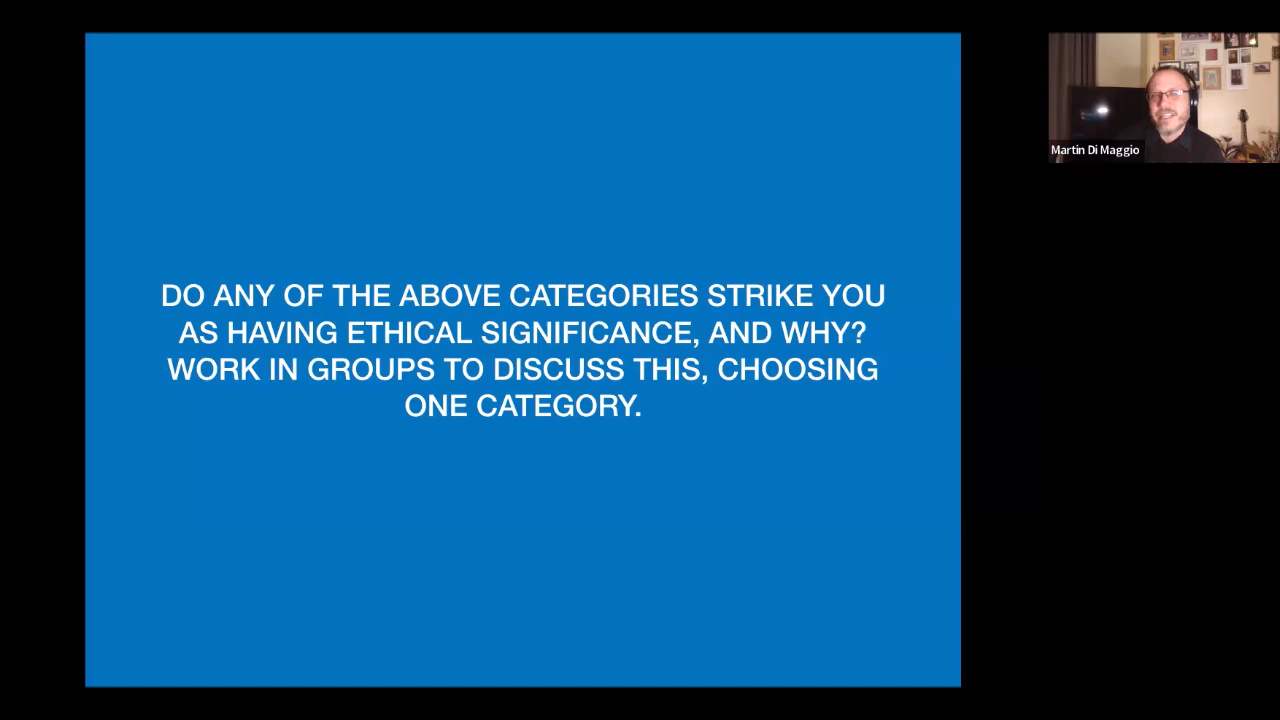 DO ANY OF THE ABOVE CATEGORIES STRIKE YOU
AS HAVING ETHICAL SIGNIFICANCE, AND WHY?
WORK IN GROUPS TO DISCUSS THIS, CHOOSING
ONE CATEGORY.
Martin Di Maggio